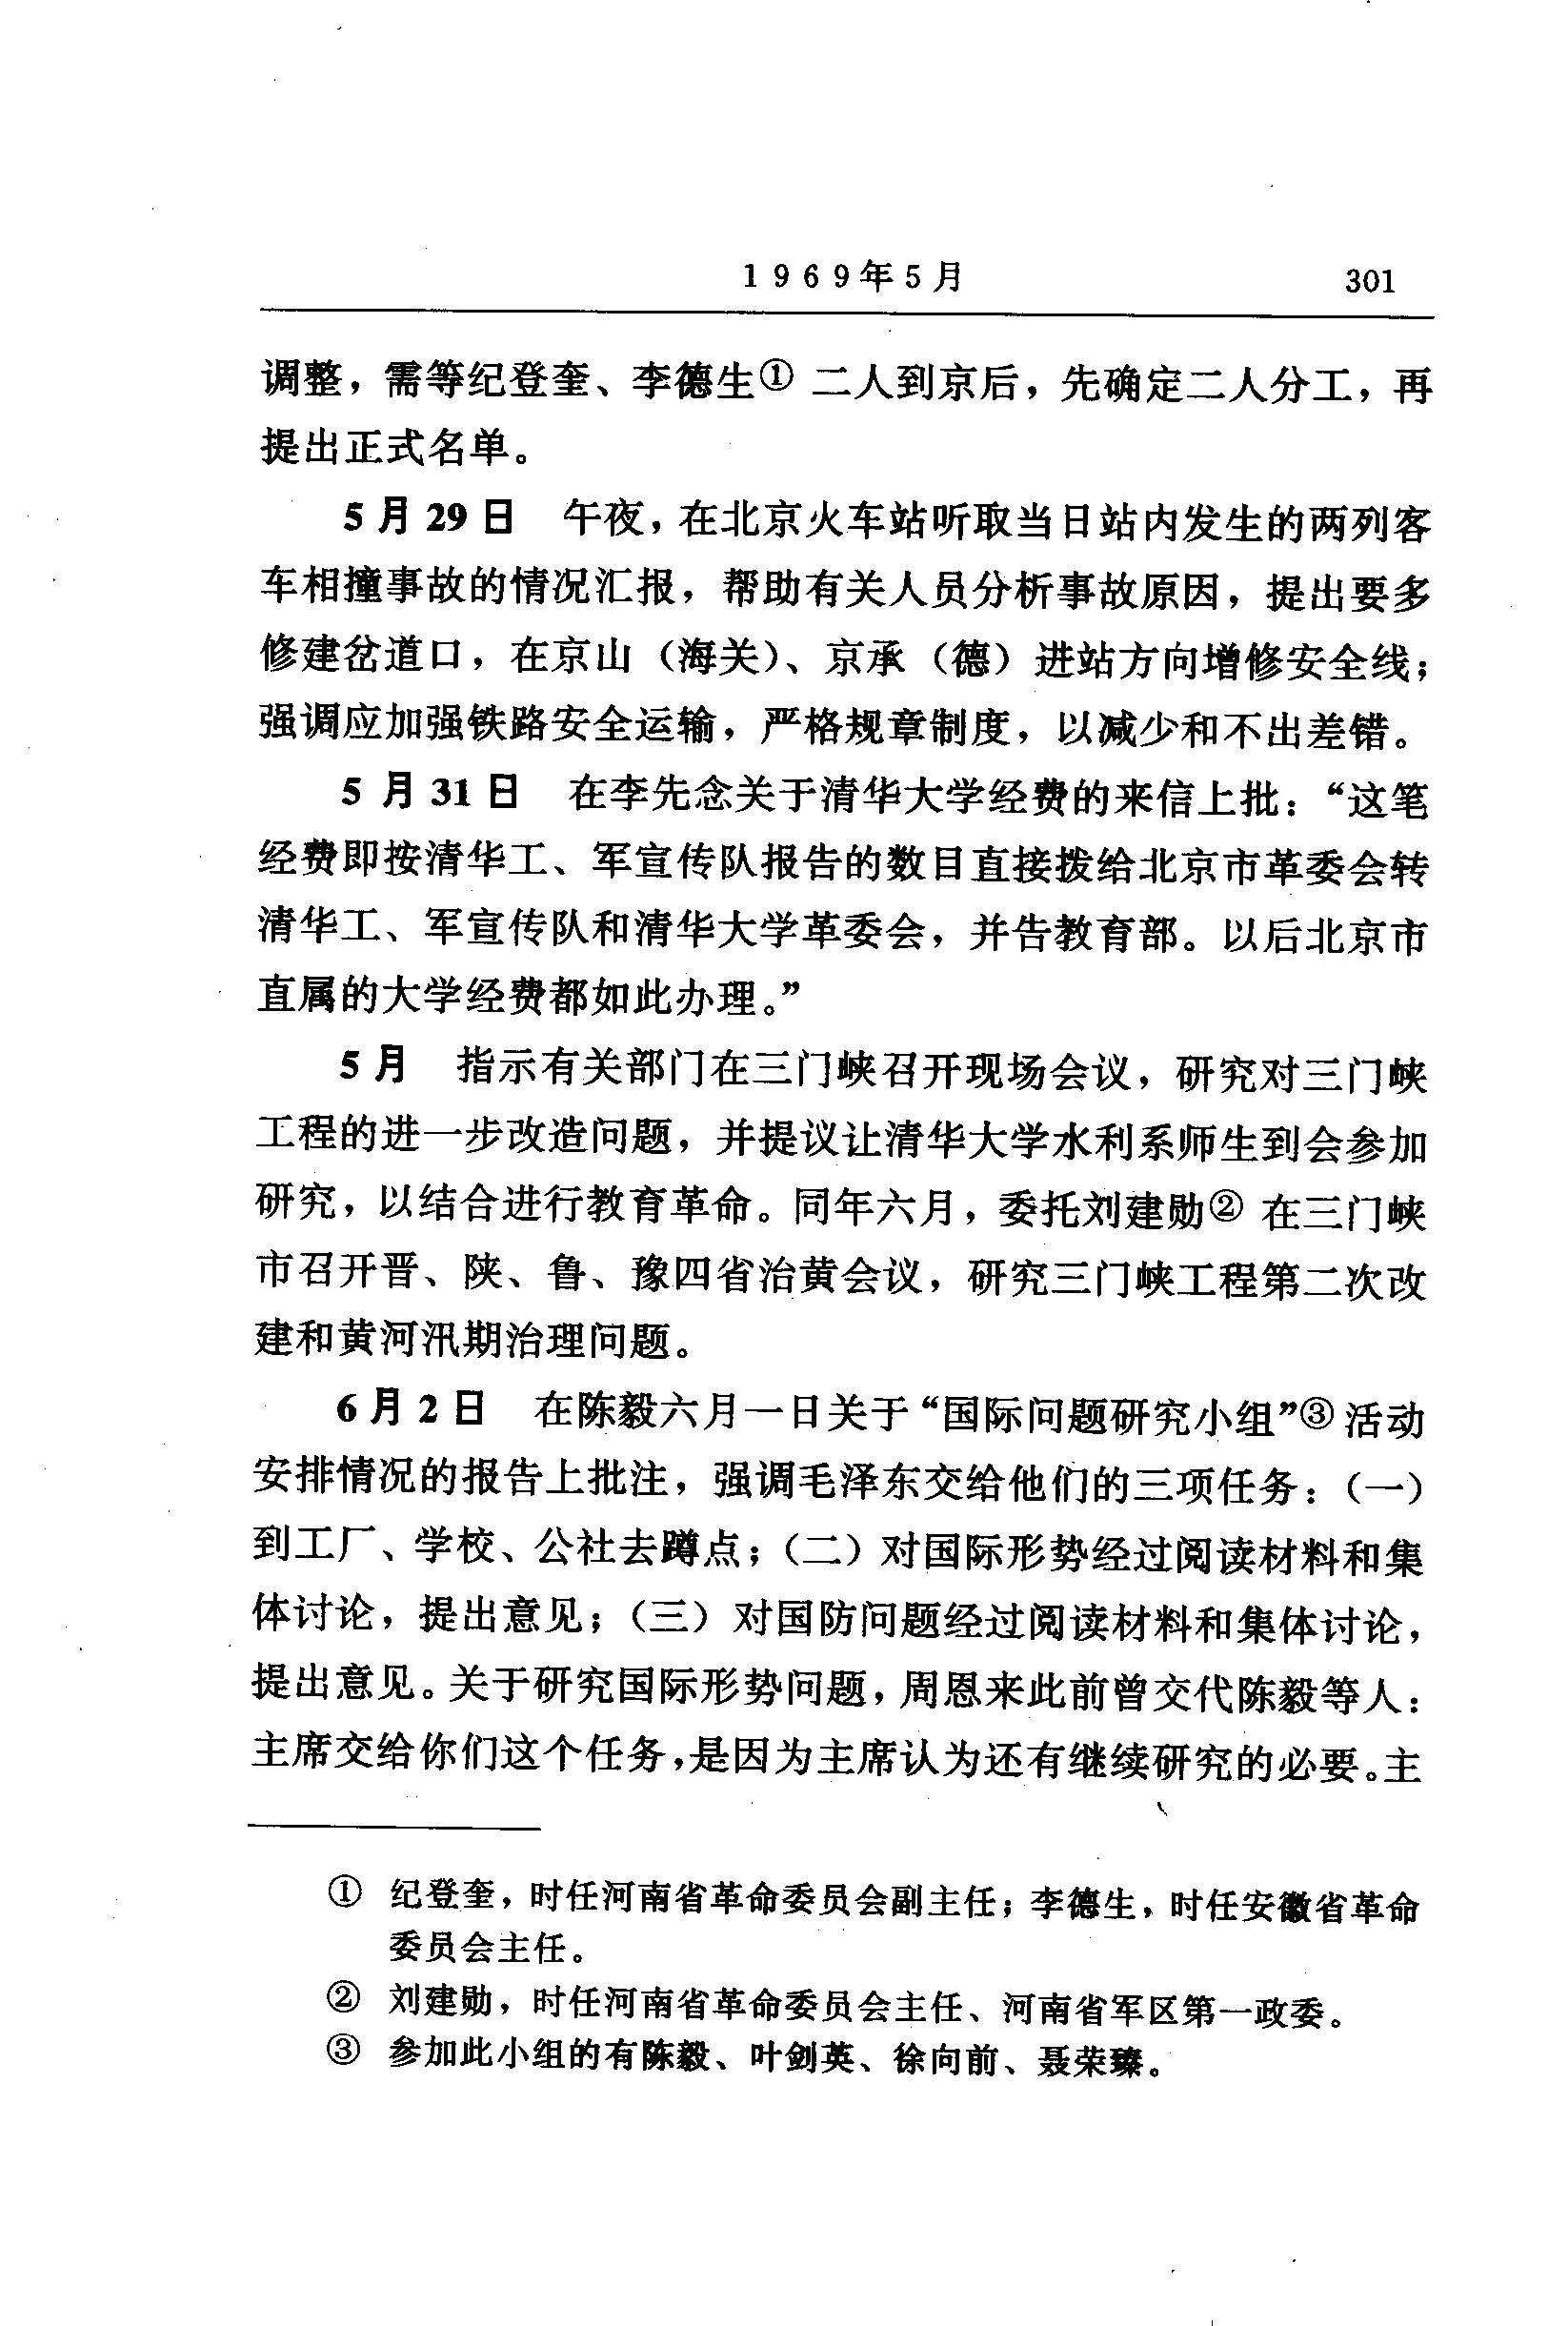 1969年5月 301
调整，需等纪登奎、李德生① 二人到京后，先确定二人分工，再
提出正式名单。
5月29日 午夜，在北京火车站听取当日站内发生的两列客
车相撞事故的情况汇报，帮助有关人员分析事故原因，提出要多
修建岔道口，在京山（海关）、京承（德）进站方向增修安全线；
强调应加强铁路安全运输，严格规章制度，以减少和不出差错。
5月31日 在李先念关于清华大学经费的来信上批：“这笔
经费即按清华工、军宣传队报告的数目直接拨给北京市革委会转
清华工、军宣传队和清华大学革委会，并告教育部。以后北京市
直属的大学经费都如此办理。”
5月 指示有关部门在三门峡召开现场会议，研究对三门峡
工程的进一步改造问题，并提议让清华大学水利系师生到会参加
研究，以结合进行教育革命。同年六月，委托刘建勋② 在三门峡
市召开晋、陕、鲁、豫四省治黄会议，研究三门峡工程第二次改
建和黄河汛期治理问题。
6月2日 在陈毅六月一日关于“国际问题研究小组”③活动
安排情况的报告上批注，强调毛泽东交给他们的三项任务：（一）
到工厂、学校、公社去蹲点；（二）对国际形势经过阅读材料和集
体讨论，提出意见；（三）对国防问题经过阅读材料和集体讨论，
提出意见。关于研究国际形势问题，周恩来此前曾交代陈毅等人：
主席交给你们这个任务，是因为主席认为还有继续研究的必要。主
① 纪登奎，时任河南省革命委员会副主任；李德生，时任安徽省革命
委员会主任。
② 刘建勋，时任河南省革命委员会主任、河南省军区第一政委。
③ 参加此小组的有陈毅、叶剑英、徐向前、聂荣臻。